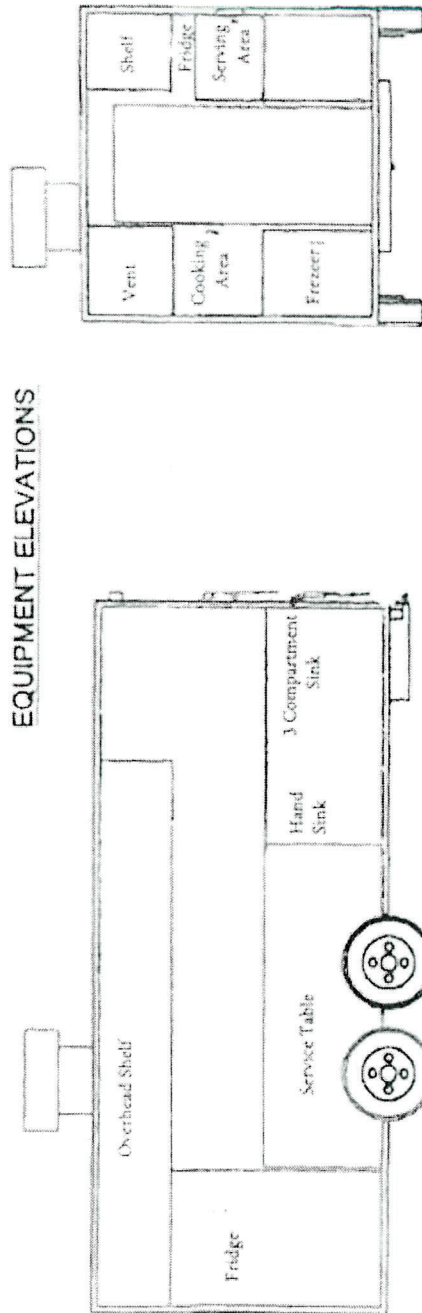 EQUIPMENT ELEVATIONS
Overhead Shelf
Fridge
Service Table
Hand
Sink
3 Compartment
Sink
Vent
Cooking
Area
Freezer
Shelf
Fridge
Serving
Area